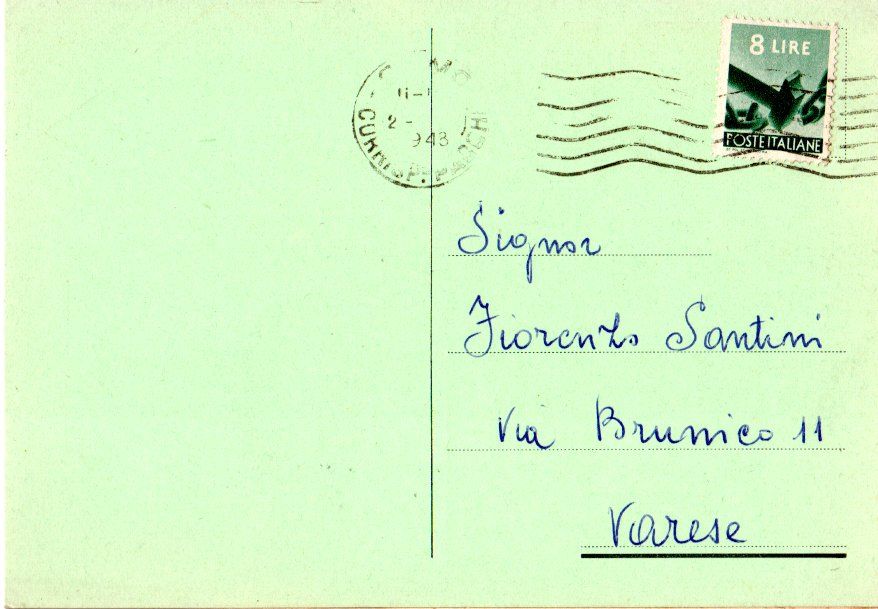 8 LIRE
POSTE ITALIANE
Signor
Fiorenzo Santini
Via Brunico 11
Varese